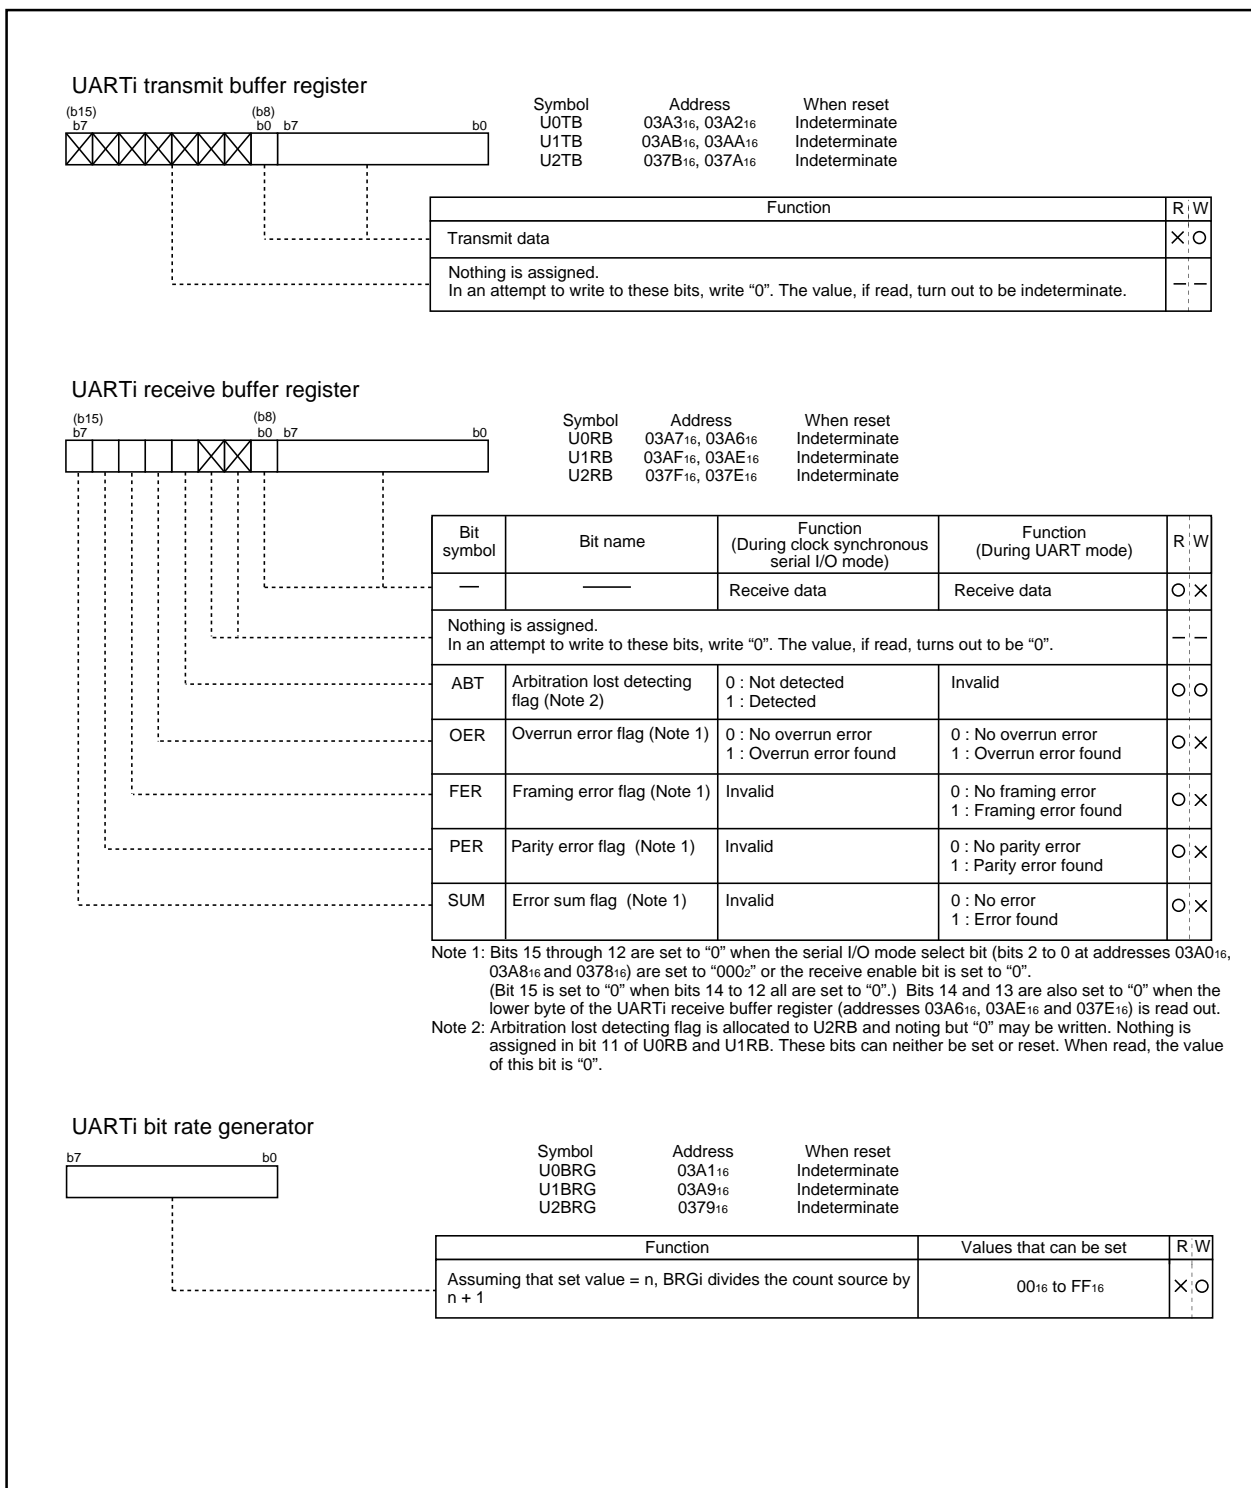 UARTi transmit buffer register
(b15) (b8)
b7 b0 b7 b0
Symbol Address When reset
U0TB 03A316, 03A216 Indeterminate
U1TB 03AB16, 03AA16 Indeterminate
U2TB 037B16, 037A16 Indeterminate
Function R W
Transmit data X O
Nothing is assigned.
In an attempt to write to these bits, write “0”. The value, if read, turn out to be indeterminate. — —
UARTi receive buffer register
(b15) (b8)
b7 b0 b7 b0
Symbol Address When reset
U0RB 03A716, 03A616 Indeterminate
U1RB 03AF16, 03AE16 Indeterminate
U2RB 037F16, 037E16 Indeterminate
Bit symbol Bit name Function (During clock synchronous serial I/O mode) Function (During UART mode) R W
— — Receive data Receive data O X
Nothing is assigned.
In an attempt to write to these bits, write “0”. The value, if read, turns out to be “0”. — —
ABT Arbitration lost detecting 0 : Not detected Invalid O O
flag (Note 2) 1 : Detected
OER Overrun error flag (Note 1) 0 : No overrun error 0 : No overrun error O X
1 : Overrun error found 1 : Overrun error found
FER Framing error flag (Note 1) Invalid 0 : No framing error O X
1 : Framing error found
PER Parity error flag (Note 1) Invalid 0 : No parity error O X
1 : Parity error found
SUM Error sum flag (Note 1) Invalid 0 : No error O X
1 : Error found
Note 1: Bits 15 through 12 are set to “0” when the serial I/O mode select bit (bits 2 to 0 at addresses 03A016,
03A816 and 037816) are set to “0002” or the receive enable bit is set to “0”.
(Bit 15 is set to “0” when bits 14 to 12 all are set to “0”.) Bits 14 and 13 are also set to “0” when the
lower byte of the UARTi receive buffer register (addresses 03A616, 03AE16 and 037E16) is read out.
Note 2: Arbitration lost detecting flag is allocated to U2RB and noting but “0” may be written. Nothing is
assigned in bit 11 of U0RB and U1RB. These bits can neither be set or reset. When read, the value
of this bit is “0”.
UARTi bit rate generator
b7 b0
Symbol Address When reset
U0BRG 03A116 Indeterminate
U1BRG 03A916 Indeterminate
U2BRG 037916 Indeterminate
Function Values that can be set R W
Assuming that set value = n, BRGi divides the count source by 0016 to FF16 X O
n + 1